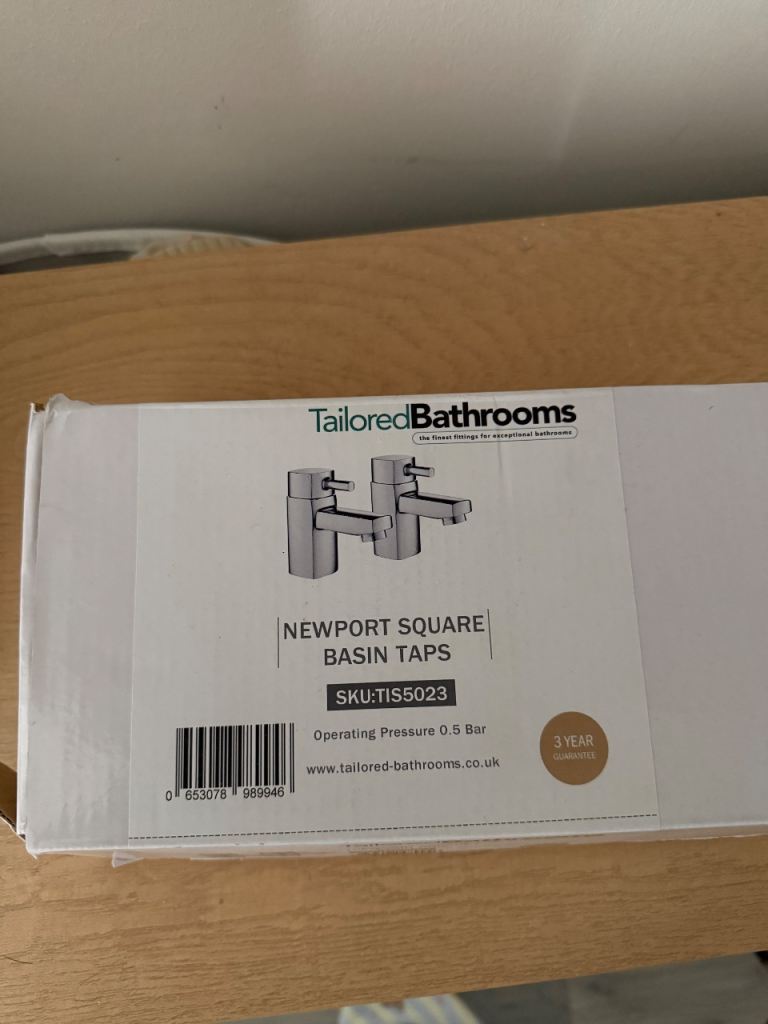 TailoredBathrooms
the finest fittings for exceptional bathrooms
NEWPORT SQUARE
BASIN TAPS
SKU:TIS5023
Operating Pressure 0.5 Bar
www.tailored-bathrooms.co.uk
3 YEAR
GUARANTEE
0 653078 989946